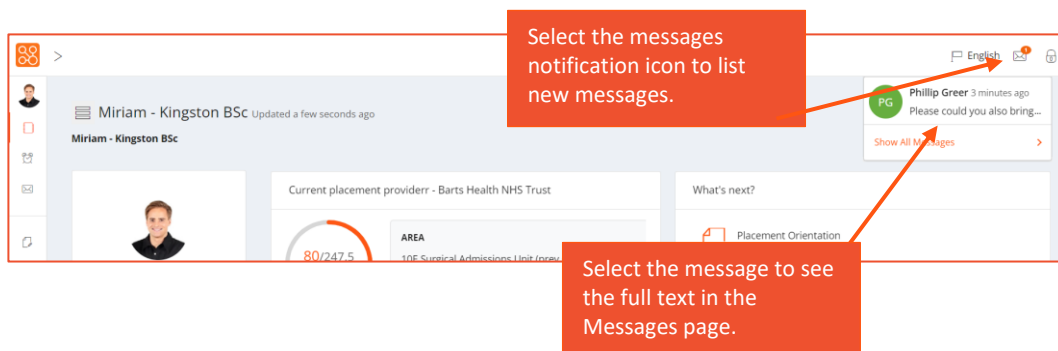 Select the messages
notification icon to list
new messages.
>
English
1
Miriam - Kingston BSc Updated a few seconds ago
Miriam - Kingston BSc
PG
Phillip Greer 3 minutes ago
Please could you also bring...
Show All Messages >
Current placement providerr - Barts Health NHS Trust
What's next?
80/247.5
AREA
10E Surgical Admissions Unit (prev
Placement Orientation
Select the message to see
the full text in the
Messages page.